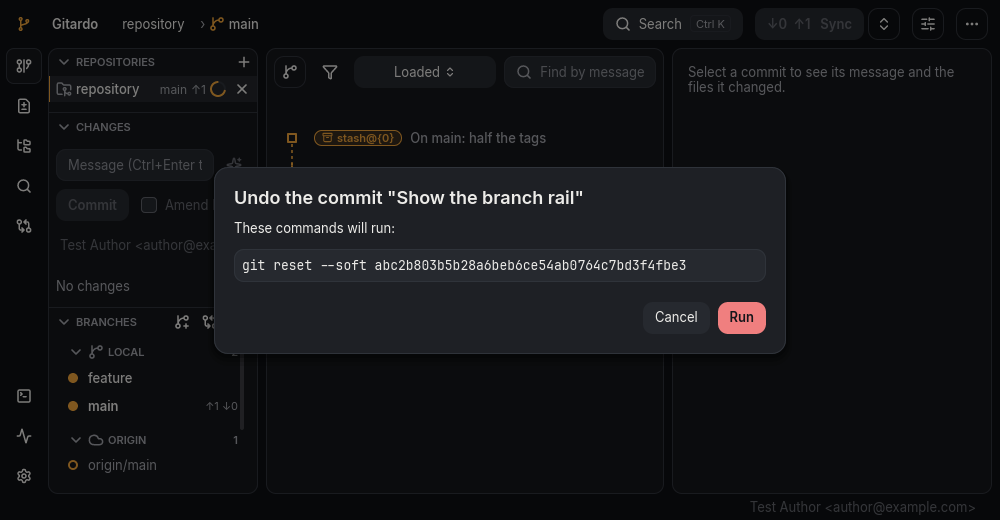 Gitardo repository main
Search Ctrl K
↓0 ↑1 Sync
REPOSITORIES
repository main ↑1
CHANGES
Message (Ctrl+Enter t
Commit Amend
Test Author <author@exa
No changes
BRANCHES
LOCAL
feature
main ↑1 ↓0
ORIGIN 1
origin/main
Loaded
Find by message
stash@{0} On main: half the tags
Select a commit to see its message and the
files it changed.
Undo the commit "Show the branch rail"
These commands will run:
git reset --soft abc2b803b5b28a6beb6ce54ab0764c7bd3f4fbe3
Cancel Run
Test Author <author@example.com>